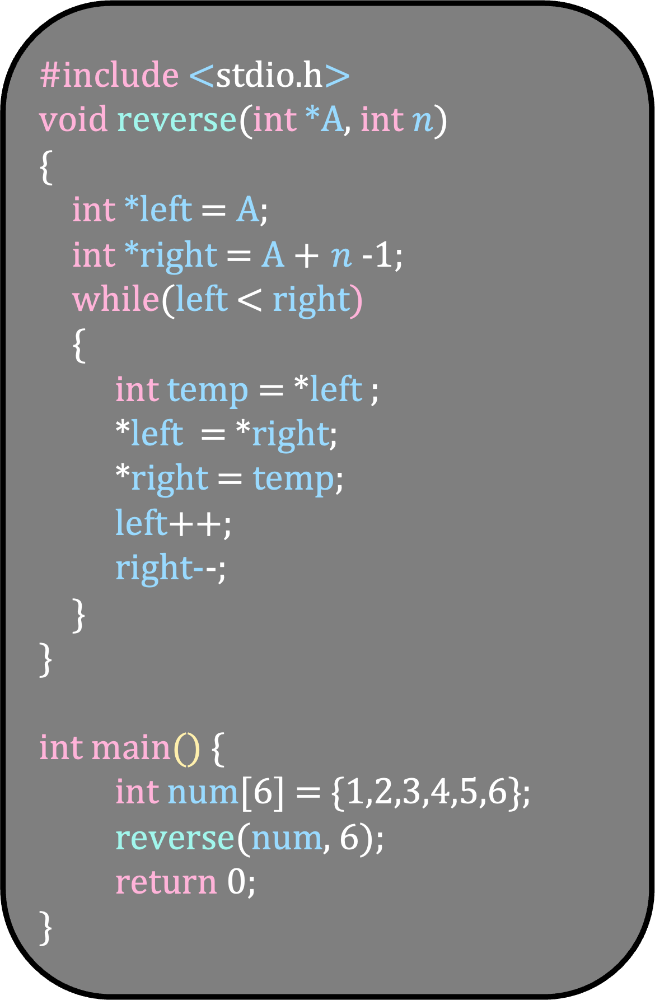 #include <stdio.h>
void reverse(int *A, int n)
{
int *left = A;
int *right = A + n -1;
while(left < right)
{
int temp = *left ;
*left = *right;
*right = temp;
left++;
right--;
}
}
int main() {
int num[6] = {1,2,3,4,5,6};
reverse(num, 6);
return 0;
}